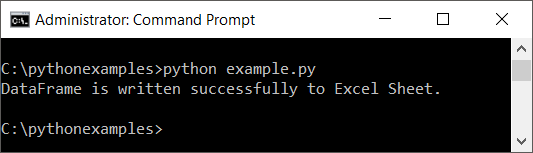 Administrator: Command Prompt
C:\pythonexamples>python example.py
DataFrame is written successfully to Excel Sheet.
C:\pythonexamples>